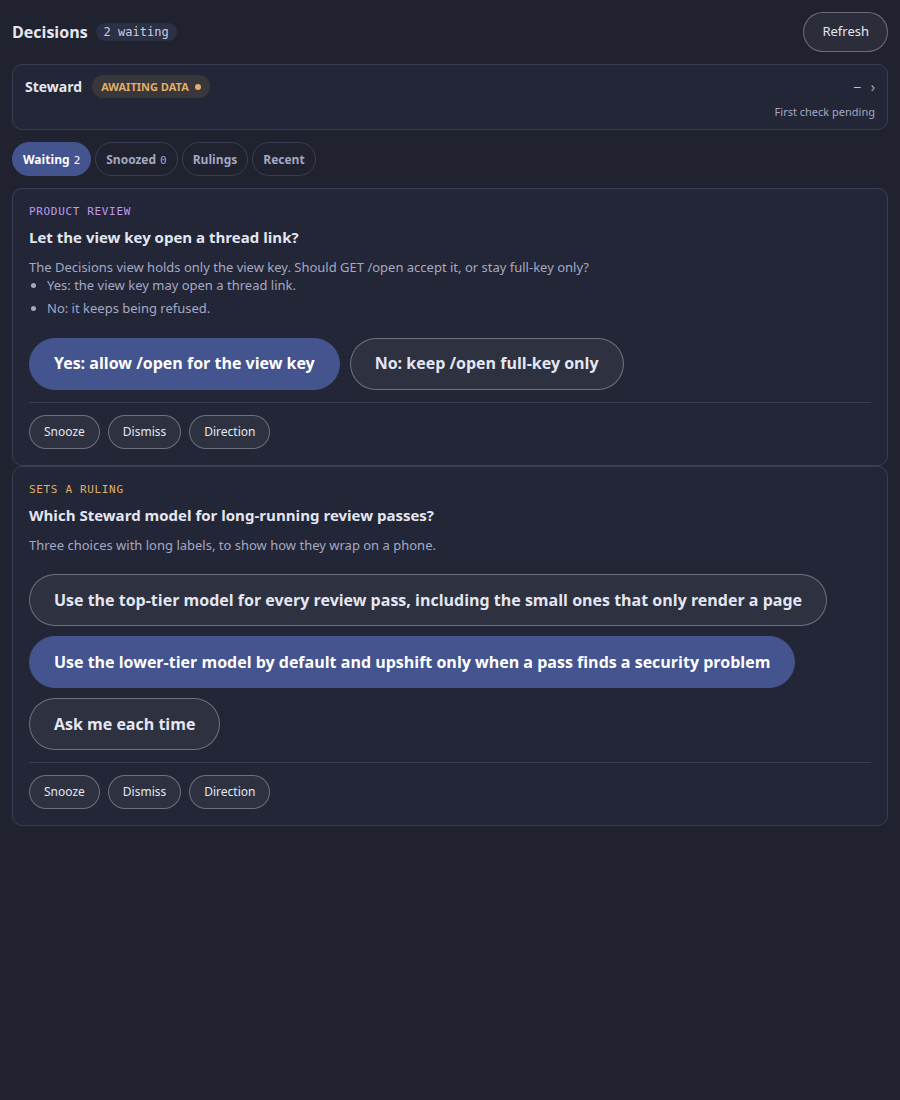 Decisions 2 waiting Refresh
Steward AWAITING DATA – ›
First check pending
Waiting 2 Snoozed 0 Rulings Recent
PRODUCT REVIEW
Let the view key open a thread link?
The Decisions view holds only the view key. Should GET /open accept it, or stay full-key only?
• Yes: the view key may open a thread link.
• No: it keeps being refused.
Yes: allow /open for the view key No: keep /open full-key only
Snooze Dismiss Direction
SETS A RULING
Which Steward model for long-running review passes?
Three choices with long labels, to show how they wrap on a phone.
Use the top-tier model for every review pass, including the small ones that only render a page
Use the lower-tier model by default and upshift only when a pass finds a security problem
Ask me each time
Snooze Dismiss Direction